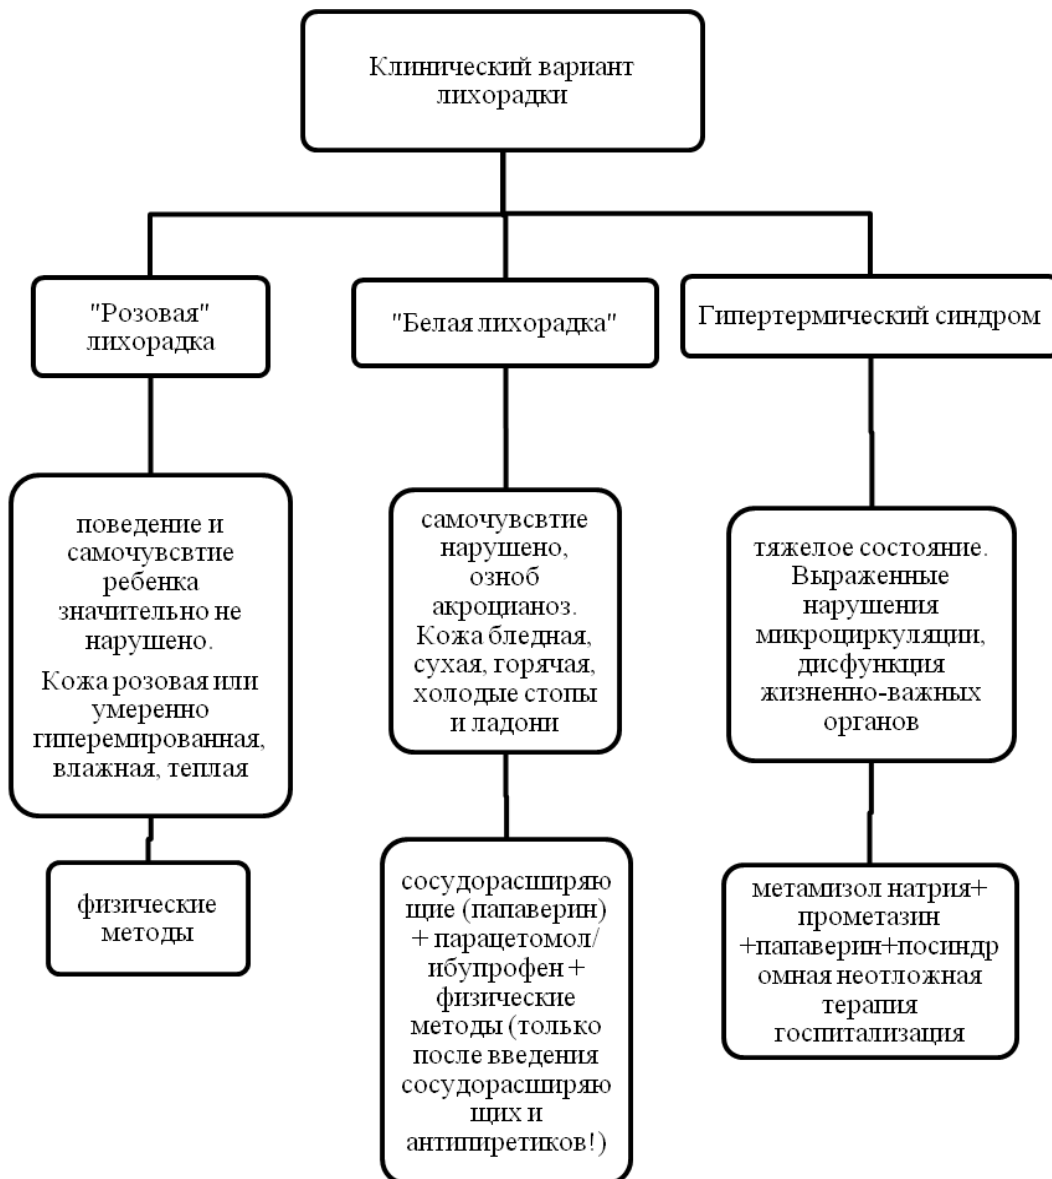 Клинический вариант
лихорадки
"Розовая"
лихорадка
"Белая лихорадка"
Гипертермический синдром
поведение и
самочувсвтие
ребенка
значительно не
нарушено.
Кожа розовая или
умеренно
гиперемированная,
влажная, теплая
самочувсвтие
нарушено,
озноб
акроцианоз.
Кожа бледная,
сухая, горячая,
холодые стопы
и ладони
тяжелое состояние.
Выраженные
нарушения
микроциркуляции,
дисфункция
жизненно-важных
органов
физические
методы
сосудорасширяю
щие (папаверин)
+ парацетомол/
ибупрофен +
физические
методы (только
после введения
сосудорасширяю
щих и
антипиретиков!)
метамизол натрия+
прометазин
+папаверин+посиндр
омная неотложная
терапия
госпитализация